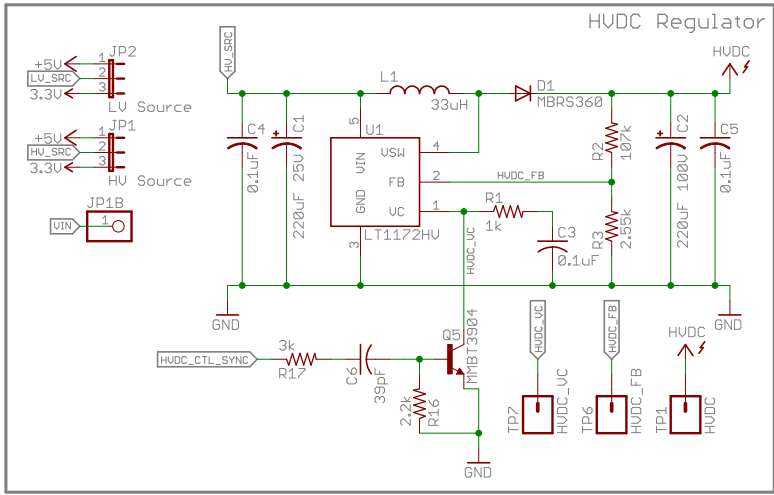 HVDC Regulator
JP2
+5V
1
LV_SRC
2
3.3V
3
LV Source
JP1
+5V
1
HV_SRC
2
3.3V
3
HV Source
JP1B
VIN
1
HV_SRC
C4
0.1uF
C1
220uF 25V
L1
33uH
U1
5
VIN
VSW
4
FB
2
GND
VC
1
3
LT1172HV
D1
MBRS360
HVDC
R2
107k
HVDC_FB
R3
2.55k
C2
220uF 100V
C5
0.1uF
R1
1k
C3
0.1uF
HVDC_VC
GND
GND
HVDC_CTL_SYNC
3k
R17
C6
39pF
2.2k
R16
Q5
MMBT3904
GND
HVDC_VC
TP7
HVDC_VC
HVDC_FB
TP6
HVDC_FB
HVDC
TP1
HVDC